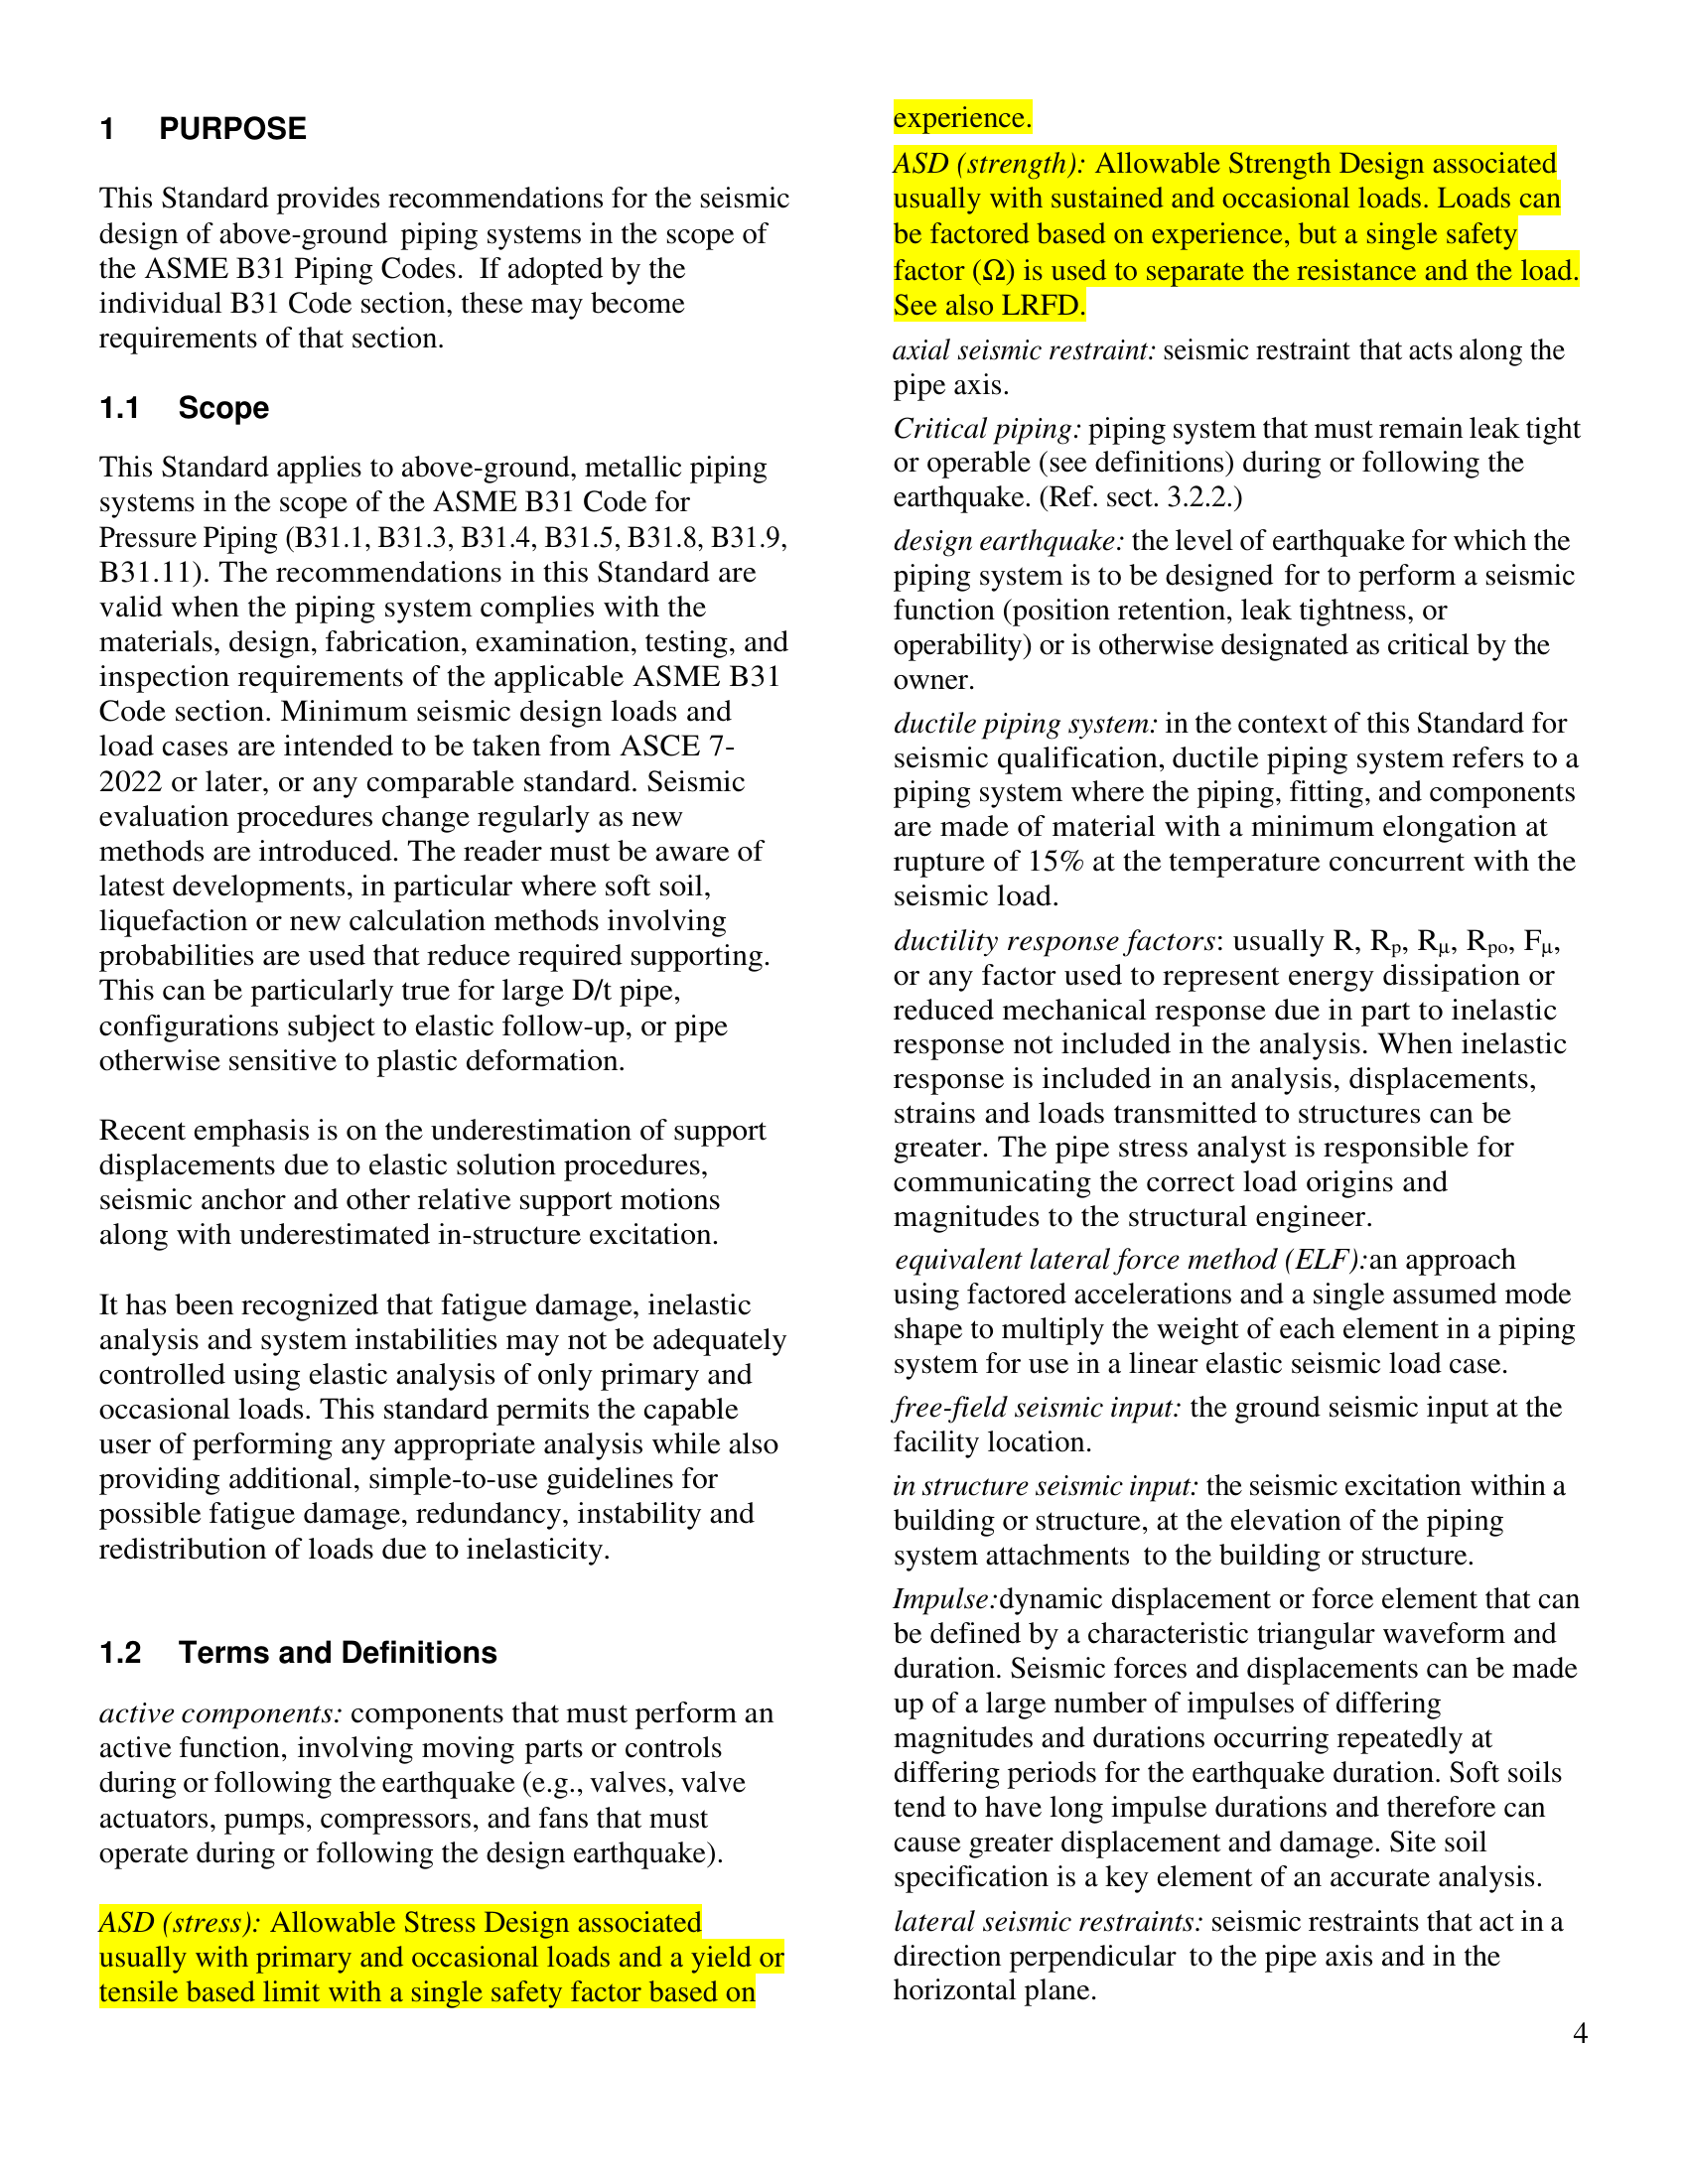 1 PURPOSE
This Standard provides recommendations for the seismic
design of above-ground piping systems in the scope of
the ASME B31 Piping Codes. If adopted by the
individual B31 Code section, these may become
requirements of that section.
1.1 Scope
This Standard applies to above-ground, metallic piping
systems in the scope of the ASME B31 Code for
Pressure Piping (B31.1, B31.3, B31.4, B31.5, B31.8, B31.9,
B31.11). The recommendations in this Standard are
valid when the piping system complies with the
materials, design, fabrication, examination, testing, and
inspection requirements of the applicable ASME B31
Code section. Minimum seismic design loads and
load cases are intended to be taken from ASCE 7-
2022 or later, or any comparable standard. Seismic
evaluation procedures change regularly as new
methods are introduced. The reader must be aware of
latest developments, in particular where soft soil,
liquefaction or new calculation methods involving
probabilities are used that reduce required supporting.
This can be particularly true for large D/t pipe,
configurations subject to elastic follow-up, or pipe
otherwise sensitive to plastic deformation.
Recent emphasis is on the underestimation of support
displacements due to elastic solution procedures,
seismic anchor and other relative support motions
along with underestimated in-structure excitation.
It has been recognized that fatigue damage, inelastic
analysis and system instabilities may not be adequately
controlled using elastic analysis of only primary and
occasional loads. This standard permits the capable
user of performing any appropriate analysis while also
providing additional, simple-to-use guidelines for
possible fatigue damage, redundancy, instability and
redistribution of loads due to inelasticity.
1.2 Terms and Definitions
active components: components that must perform an
active function, involving moving parts or controls
during or following the earthquake (e.g., valves, valve
actuators, pumps, compressors, and fans that must
operate during or following the design earthquake).
ASD (stress): Allowable Stress Design associated
usually with primary and occasional loads and a yield or
tensile based limit with a single safety factor based on
experience.
ASD (strength): Allowable Strength Design associated
usually with sustained and occasional loads. Loads can
be factored based on experience, but a single safety
factor (Ω) is used to separate the resistance and the load.
See also LRFD.
axial seismic restraint: seismic restraint that acts along the
pipe axis.
Critical piping: piping system that must remain leak tight
or operable (see definitions) during or following the
earthquake. (Ref. sect. 3.2.2.)
design earthquake: the level of earthquake for which the
piping system is to be designed for to perform a seismic
function (position retention, leak tightness, or
operability) or is otherwise designated as critical by the
owner.
ductile piping system: in the context of this Standard for
seismic qualification, ductile piping system refers to a
piping system where the piping, fitting, and components
are made of material with a minimum elongation at
rupture of 15% at the temperature concurrent with the
seismic load.
ductility response factors: usually R, Rp, Rμ, Rpo, Fμ,
or any factor used to represent energy dissipation or
reduced mechanical response due in part to inelastic
response not included in the analysis. When inelastic
response is included in an analysis, displacements,
strains and loads transmitted to structures can be
greater. The pipe stress analyst is responsible for
communicating the correct load origins and
magnitudes to the structural engineer.
equivalent lateral force method (ELF):an approach
using factored accelerations and a single assumed mode
shape to multiply the weight of each element in a piping
system for use in a linear elastic seismic load case.
free-field seismic input: the ground seismic input at the
facility location.
in structure seismic input: the seismic excitation within a
building or structure, at the elevation of the piping
system attachments to the building or structure.
Impulse:dynamic displacement or force element that can
be defined by a characteristic triangular waveform and
duration. Seismic forces and displacements can be made
up of a large number of impulses of differing
magnitudes and durations occurring repeatedly at
differing periods for the earthquake duration. Soft soils
tend to have long impulse durations and therefore can
cause greater displacement and damage. Site soil
specification is a key element of an accurate analysis.
lateral seismic restraints: seismic restraints that act in a
direction perpendicular to the pipe axis and in the
horizontal plane.
4